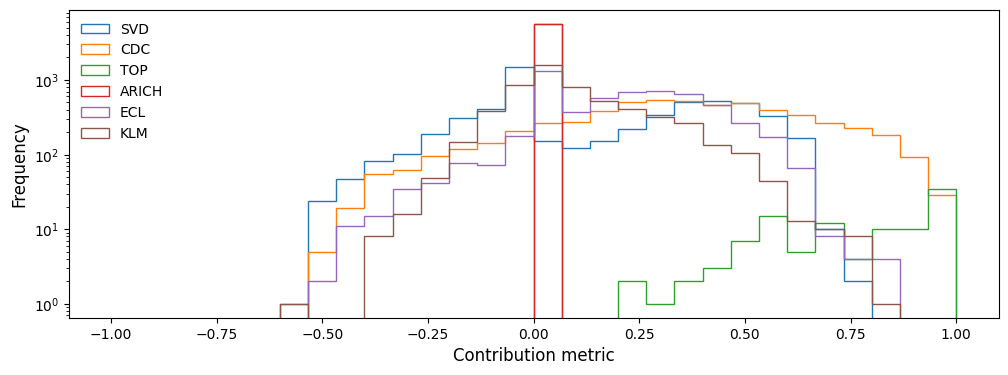 SVD
CDC
TOP
ARICH
ECL
KLM
Frequency
10³
10²
10¹
10⁰
−1.00 −0.75 −0.50 −0.25 0.00 0.25 0.50 0.75 1.00
Contribution metric